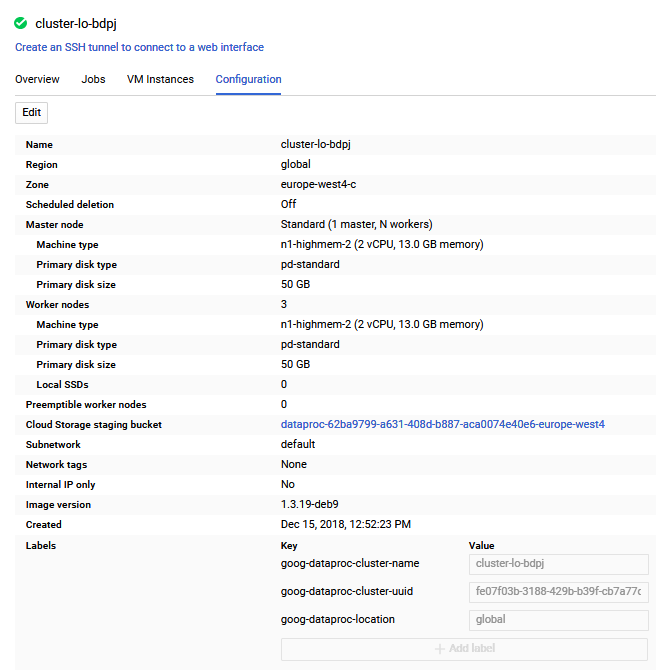 cluster-lo-bdpj
Create an SSH tunnel to connect to a web interface
Overview Jobs VM Instances Configuration
Edit
Name cluster-lo-bdpj
Region global
Zone europe-west4-c
Scheduled deletion Off
Master node Standard (1 master, N workers)
Machine type n1-highmem-2 (2 vCPU, 13.0 GB memory)
Primary disk type pd-standard
Primary disk size 50 GB
Worker nodes 3
Machine type n1-highmem-2 (2 vCPU, 13.0 GB memory)
Primary disk type pd-standard
Primary disk size 50 GB
Local SSDs 0
Preemptible worker nodes 0
Cloud Storage staging bucket dataproc-62ba9799-a631-408d-b887-aca0074e40e6-europe-west4
Subnetwork default
Network tags None
Internal IP only No
Image version 1.3.19-deb9
Created Dec 15, 2018, 12:52:23 PM
Labels Key Value
goog-dataproc-cluster-name cluster-lo-bdpj
goog-dataproc-cluster-uuid fe07f03b-3188-429b-b39f-cb7a77c
goog-dataproc-location global
+ Add label